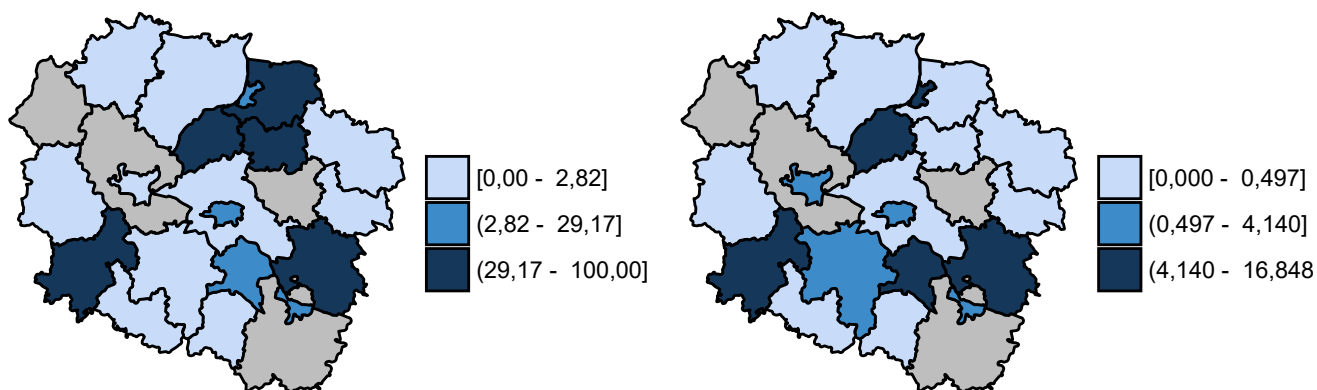 [0,00 - 2,82]
(2,82 - 29,17]
(29,17 - 100,00]
[0,000 - 0,497]
(0,497 - 4,140]
(4,140 - 16,848